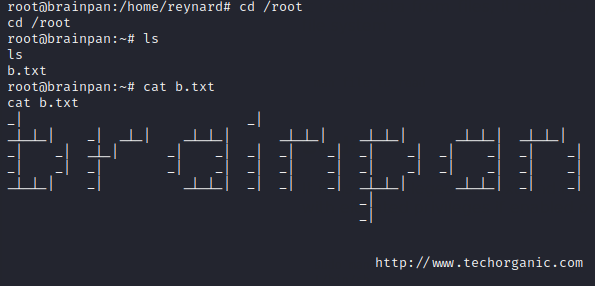 root@brainpan:/home/reynard# cd /root
cd /root
root@brainpan:~# ls
ls
b.txt
root@brainpan:~# cat b.txt
cat b.txt
brainpan
http://www.techorganic.com